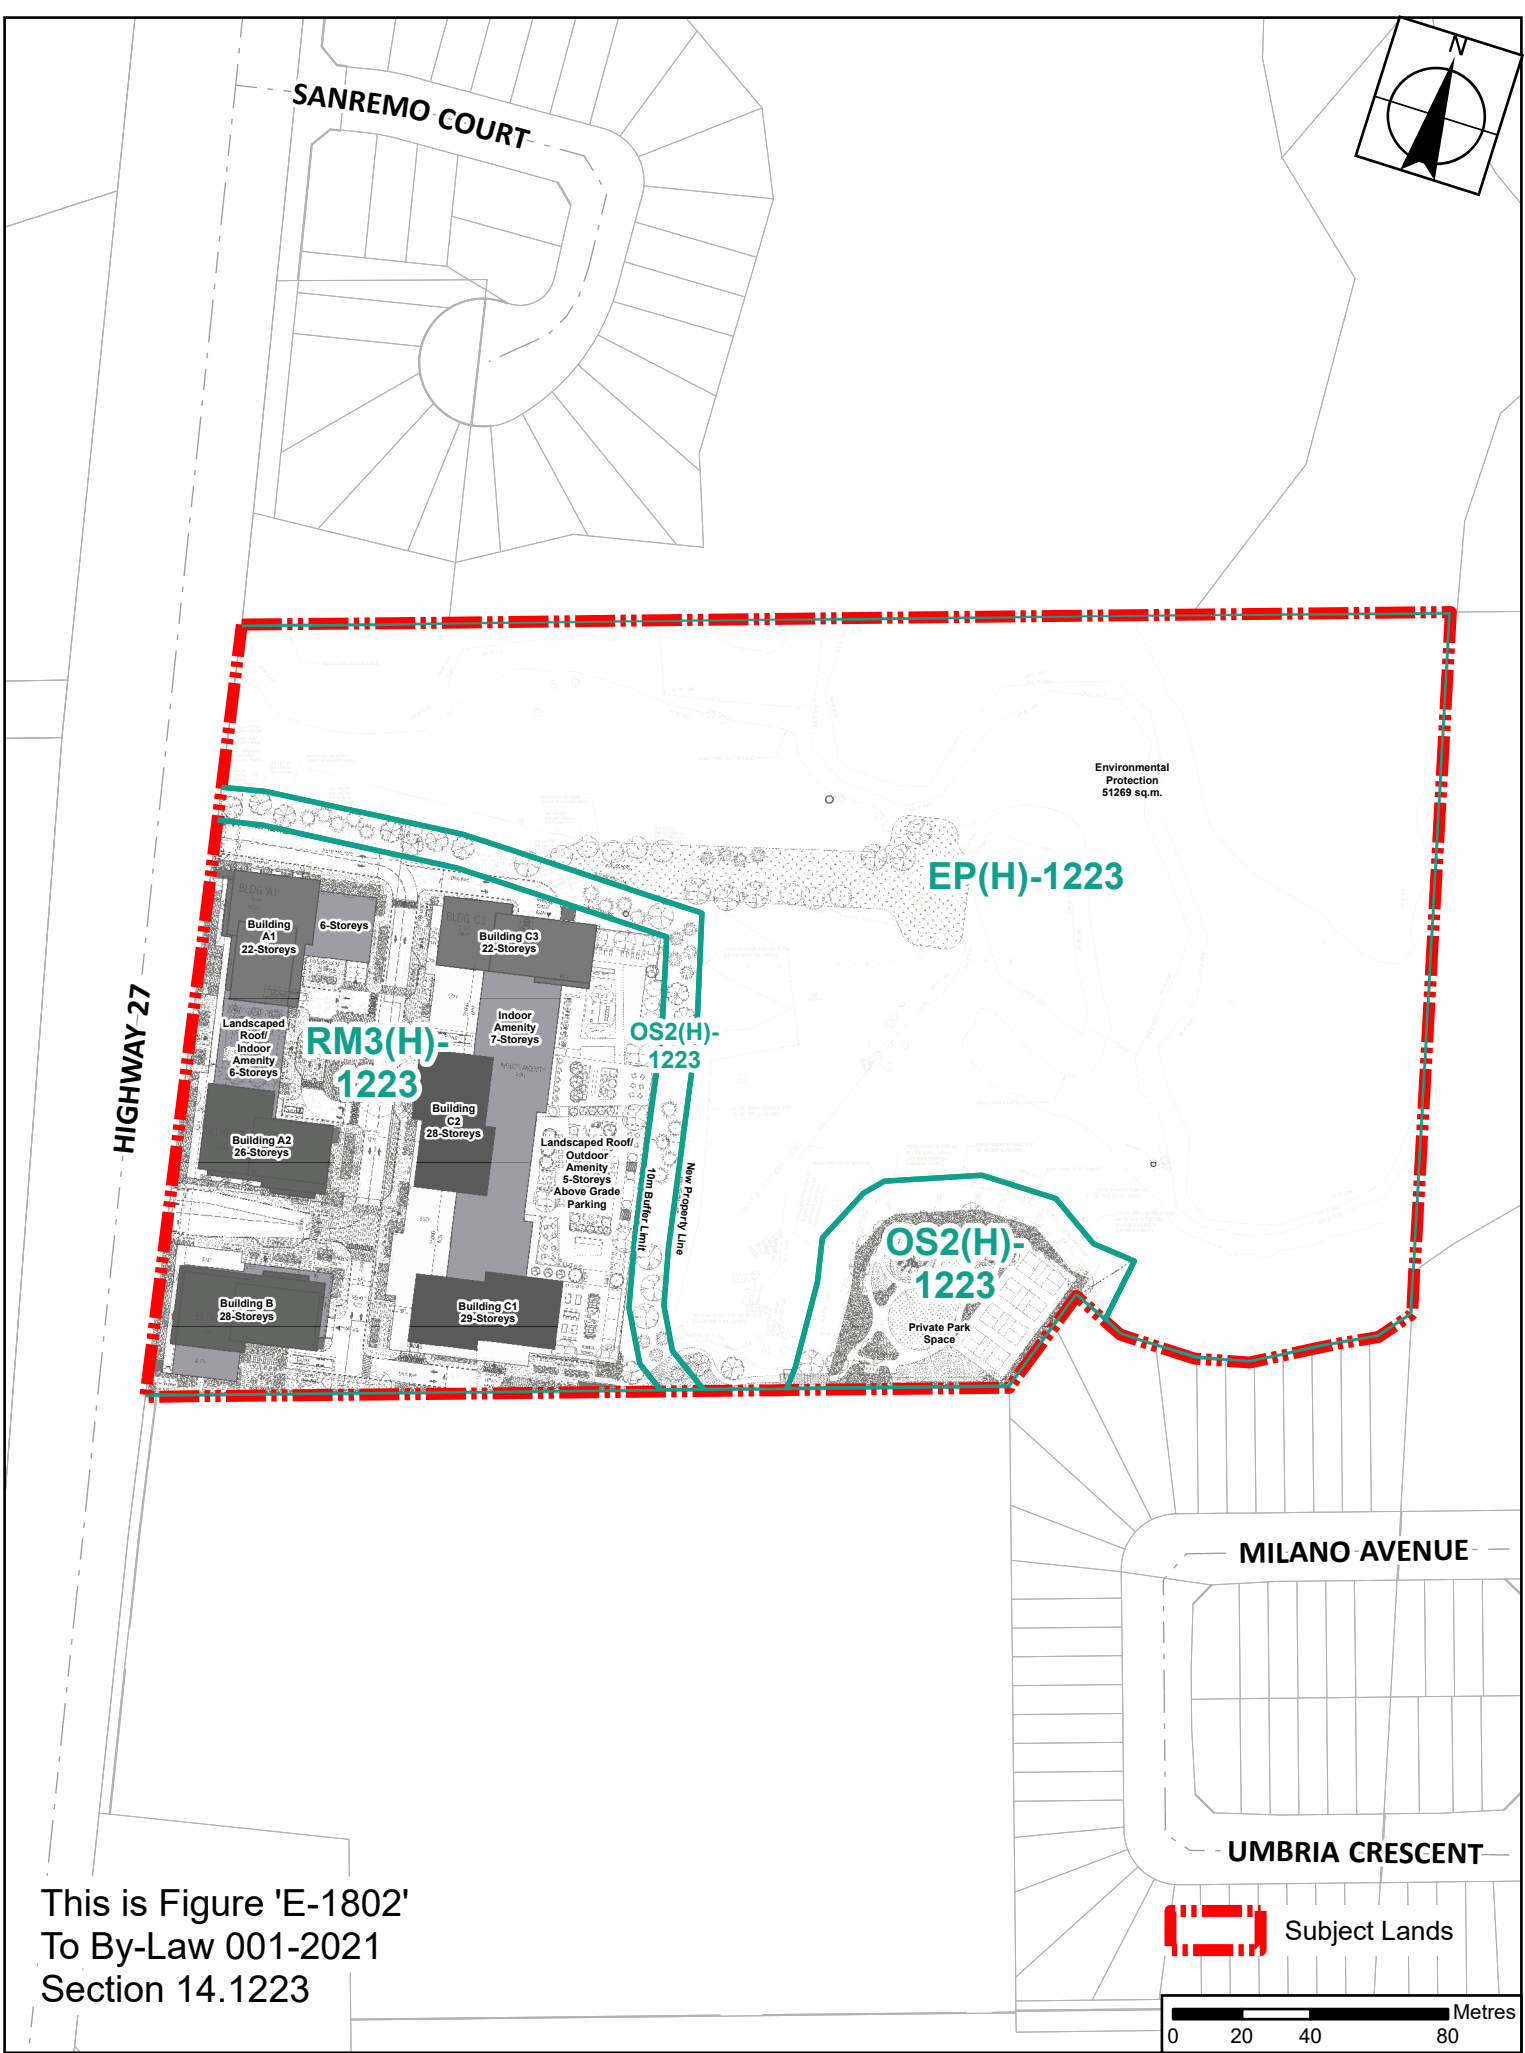 N
SANREMO COURT
HIGHWAY 27
Environmental
Protection
51269 sq.m.
EP(H)-1223
BLDG 'A1'
Building
A1
22-Storeys
6-Storeys
Building C3
22-Storeys
Landscaped
Roof/
Indoor
Amenity
6-Storeys
RM3(H)-
1223
Indoor
Amenity
7-Storeys
OS2(H)-
1223
Building
C2
28-Storeys
Building A2
26-Storeys
Landscaped Roof/
Outdoor
Amenity
5-Storeys
Above Grade
Parking
10m Buffer Limit
New Property Line
OS2(H)-
1223
Private Park
Space
Building B
28-Storeys
Building C1
29-Storeys
MILANO AVENUE
UMBRIA CRESCENT
This is Figure 'E-1802'
To By-Law 001-2021
Section 14.1223
Subject Lands
Metres
0 20 40 80